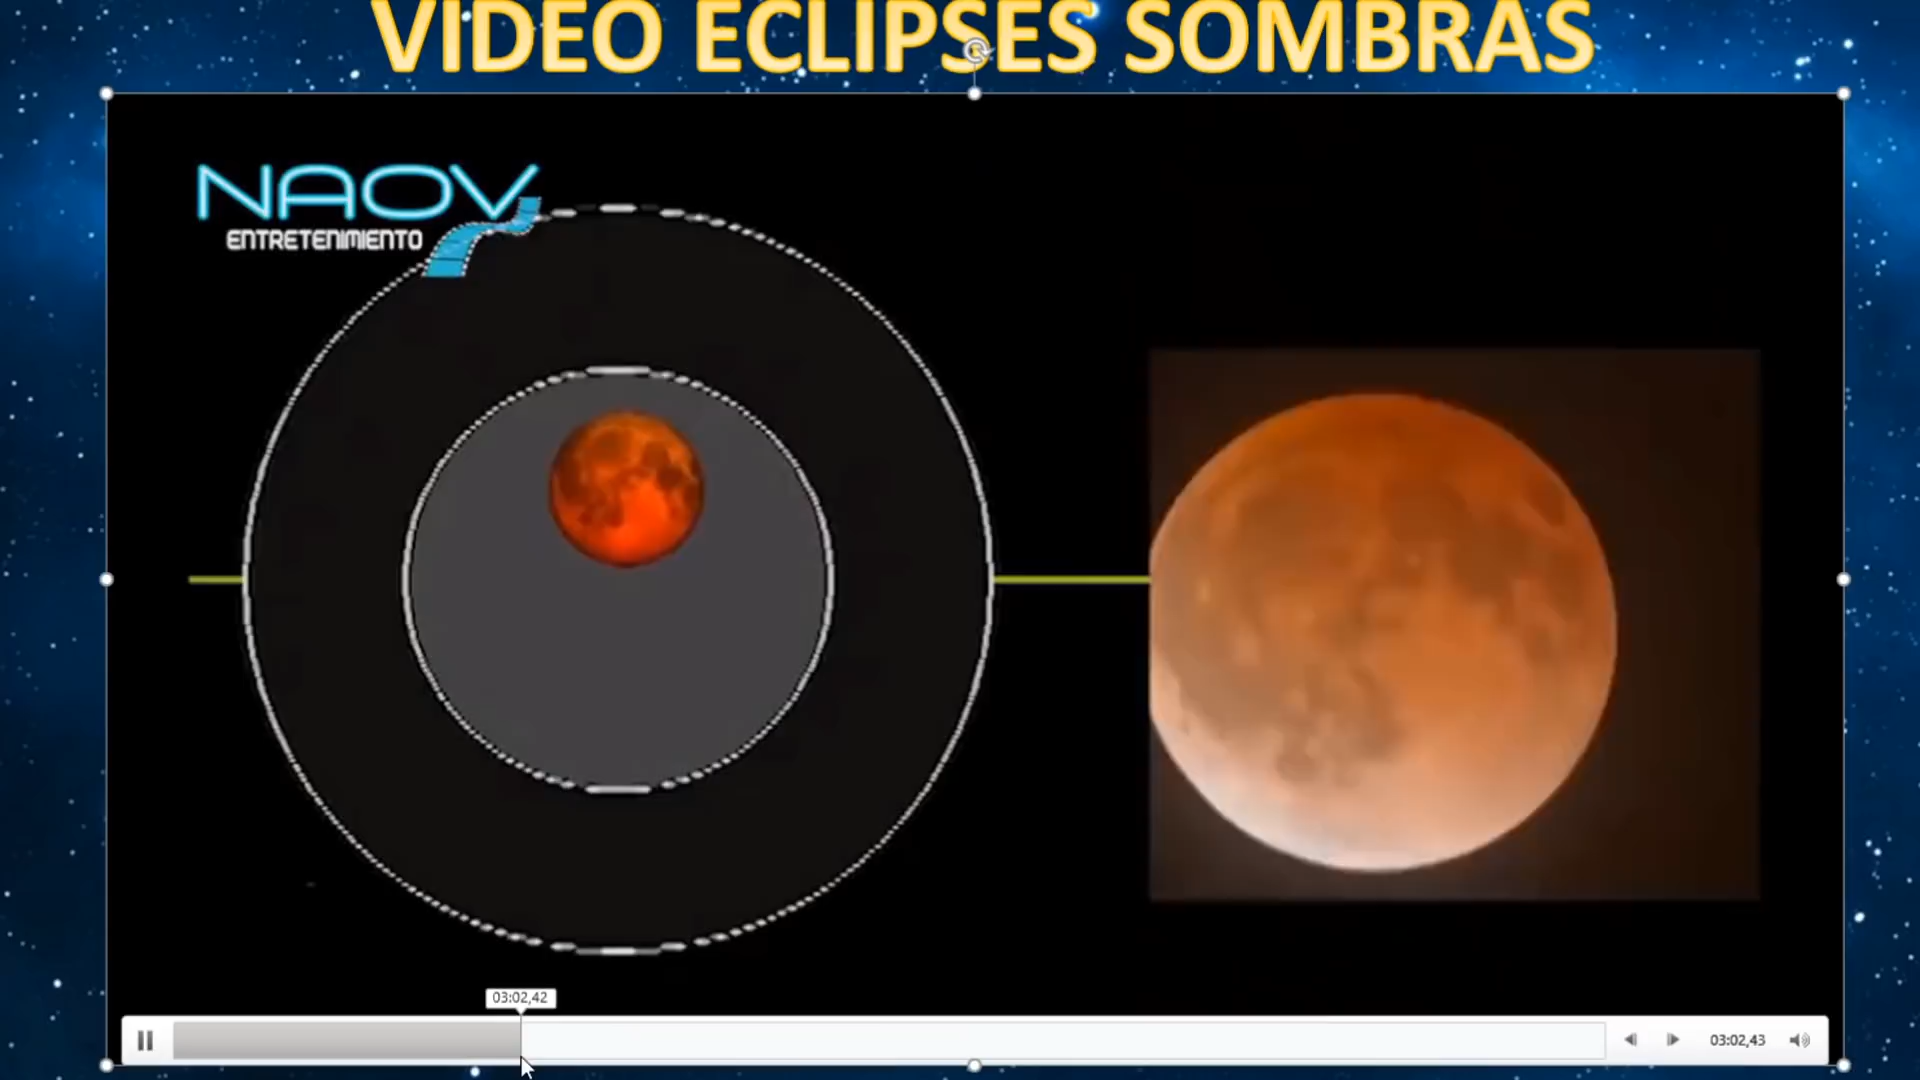 VIDEO ECLIPSES SOMBRAS
NAOV
ENTRETENIMIENTO
03:02,42
03:02,43